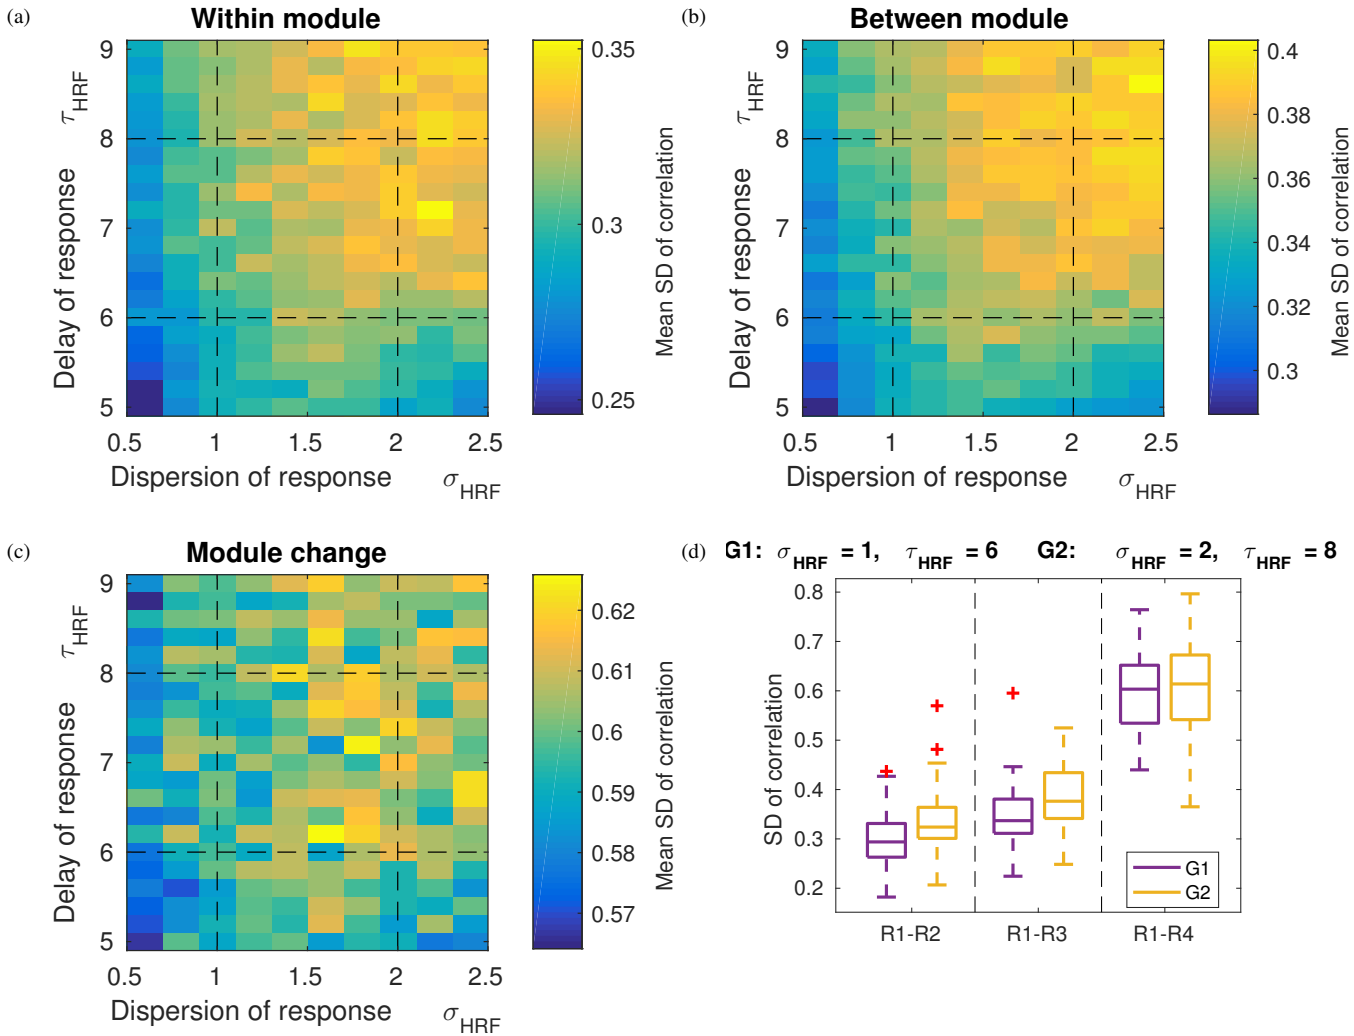 (a)
Within module
9
8
7
6
5
0.5
1
1.5
2
2.5
Delay of response τHRF
Dispersion of response σHRF
0.35
0.3
0.25
Mean SD of correlation
(b)
Between module
9
8
7
6
5
0.5
1
1.5
2
2.5
Delay of response τHRF
Dispersion of response σHRF
0.4
0.38
0.36
0.34
0.32
0.3
Mean SD of correlation
(c)
Module change
9
8
7
6
5
0.5
1
1.5
2
2.5
Delay of response τHRF
Dispersion of response σHRF
0.62
0.61
0.6
0.59
0.58
0.57
Mean SD of correlation
(d)
G1: σHRF = 1, τHRF = 6 G2: σHRF = 2, τHRF = 8
0.8
0.7
0.6
0.5
0.4
0.3
0.2
SD of correlation
R1-R2
R1-R3
R1-R4
G1
G2